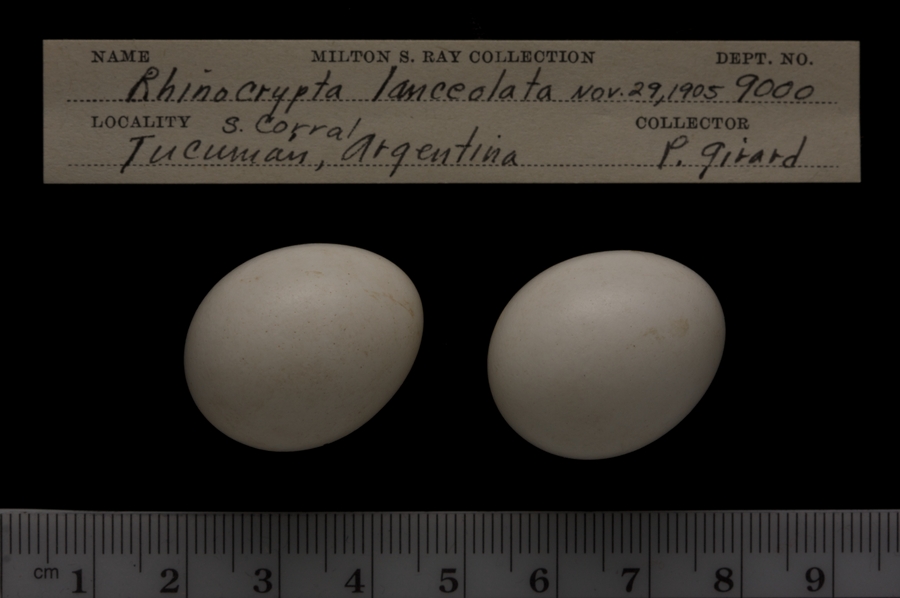 NAME MILTON S. RAY COLLECTION DEPT. NO.
Rhinocrypta lanceolata Nov. 29, 1905 9000
LOCALITY S. Corral COLLECTOR
Tucuman, Argentina P. Girard
cm 1 2 3 4 5 6 7 8 9